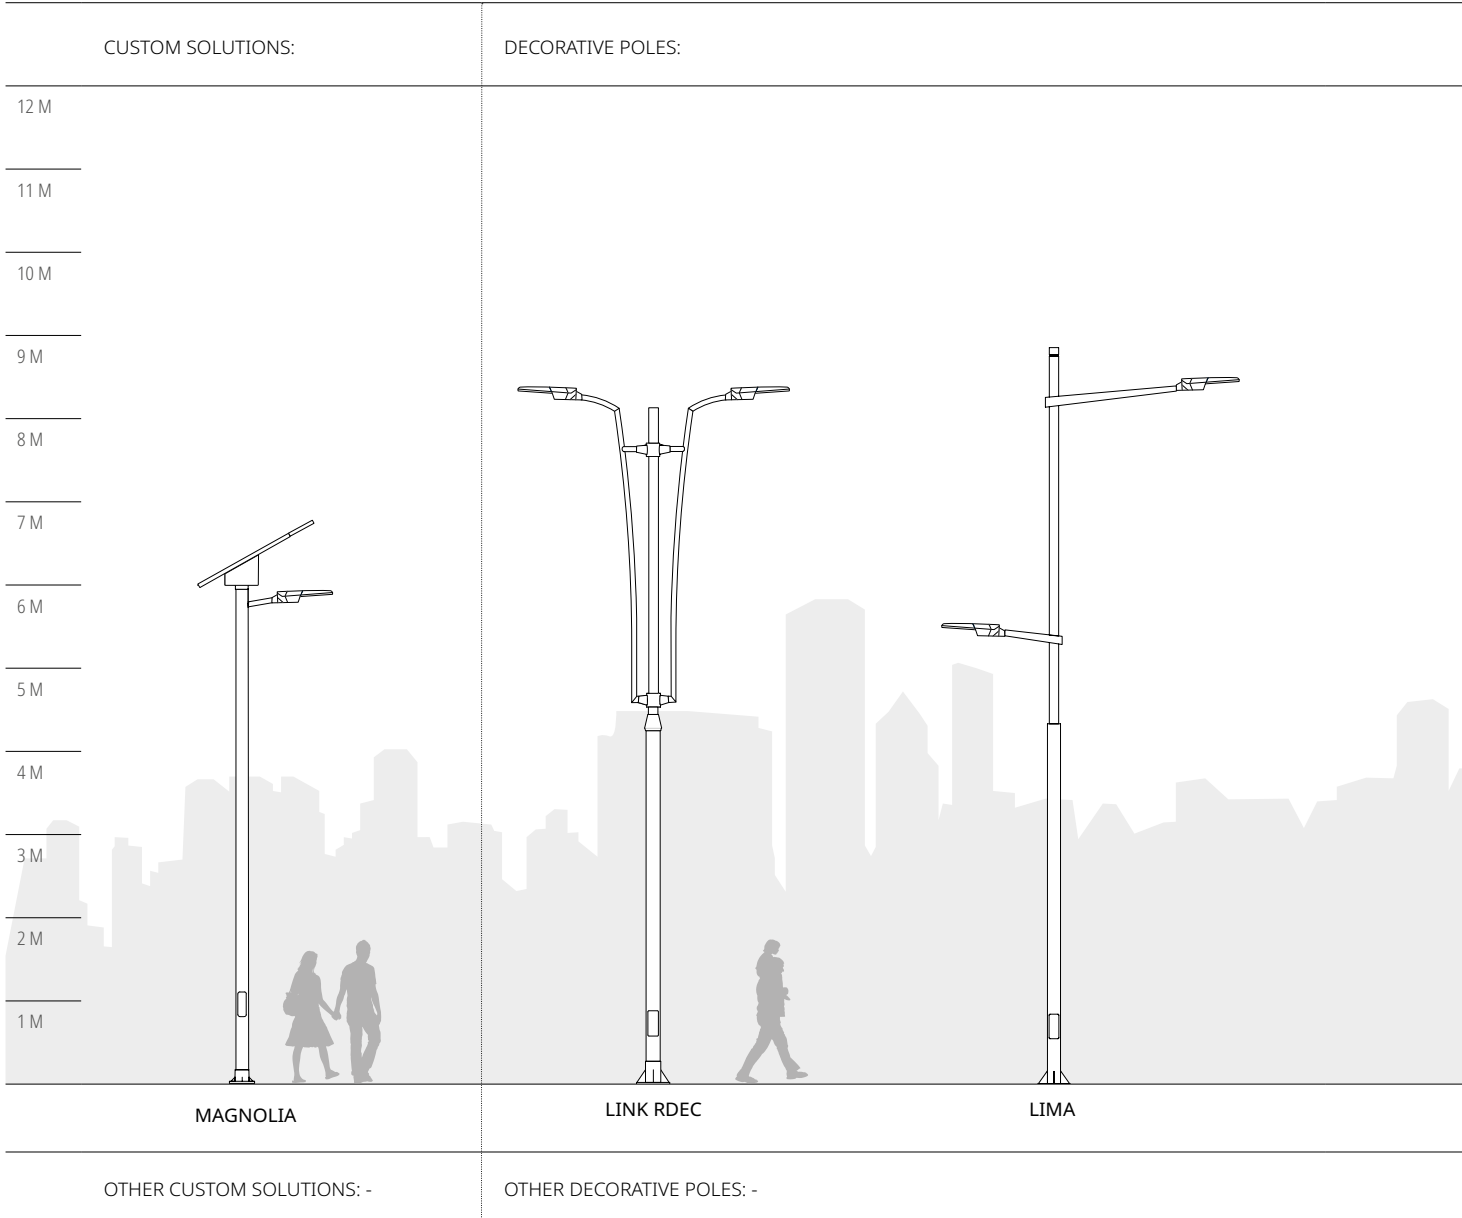 CUSTOM SOLUTIONS:
DECORATIVE POLES:
12 M
11 M
10 M
9 M
8 M
7 M
6 M
5 M
4 M
3 M
2 M
1 M
MAGNOLIA
LINK RDEC
LIMA
OTHER CUSTOM SOLUTIONS: -
OTHER DECORATIVE POLES: -